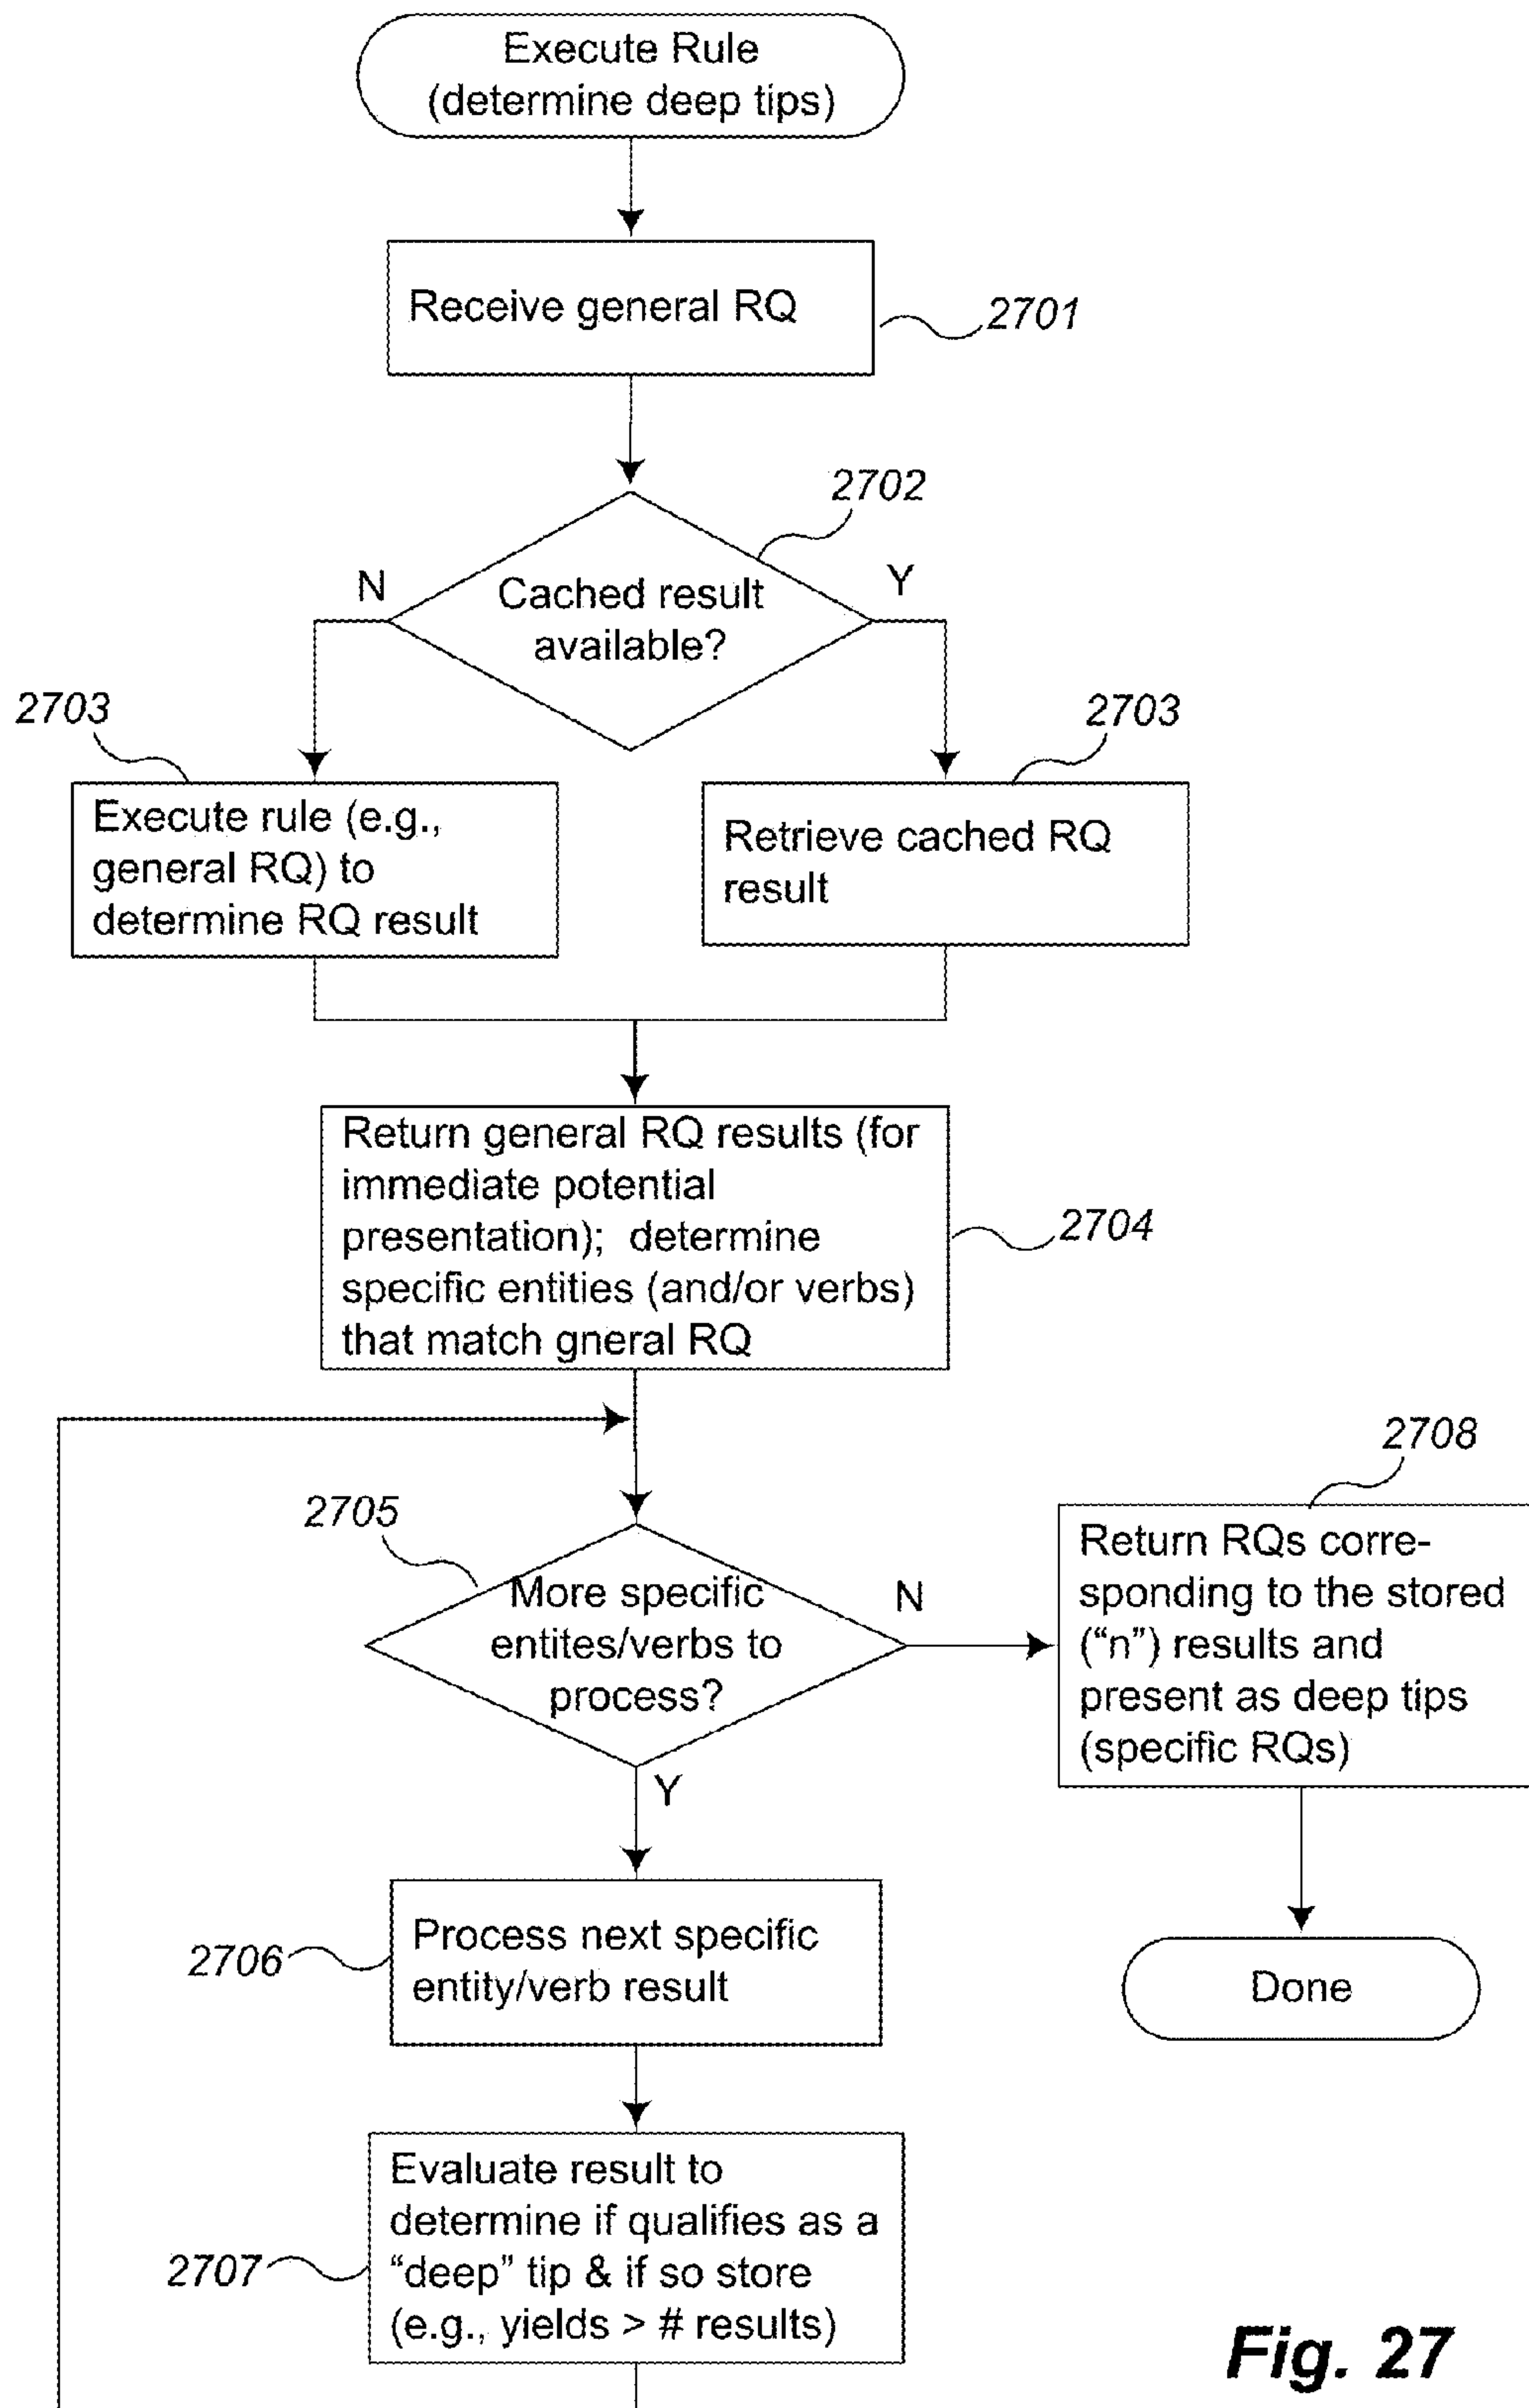 Execute Rule
(determine deep tips)
Receive general RQ
2701
2702
N
Cached result
available?
Y
2703
2703
Execute rule (e.g.,
general RQ) to
determine RQ result
Retrieve cached RQ
result
Return general RQ results (for
immediate potential
presentation); determine
specific entities (and/or verbs)
that match gneral RQ
2704
2705
More specific
entites/verbs to
process?
N
Y
2708
Return RQs corre-
sponding to the stored
(“n”) results and
present as deep tips
(specific RQs)
2706
Process next specific
entity/verb result
Done
2707
Evaluate result to
determine if qualifies as a
“deep” tip & if so store
(e.g., yields > # results)
Fig. 27